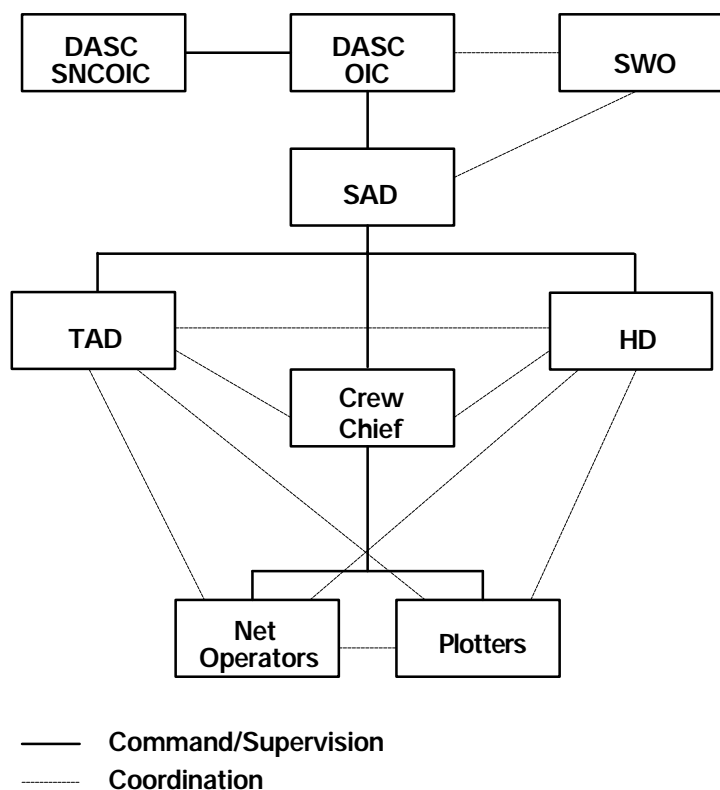 DASC
SNCOIC
DASC
OIC
SWO
SAD
TAD
HD
Crew
Chief
Net
Operators
Plotters
Command/Supervision
Coordination